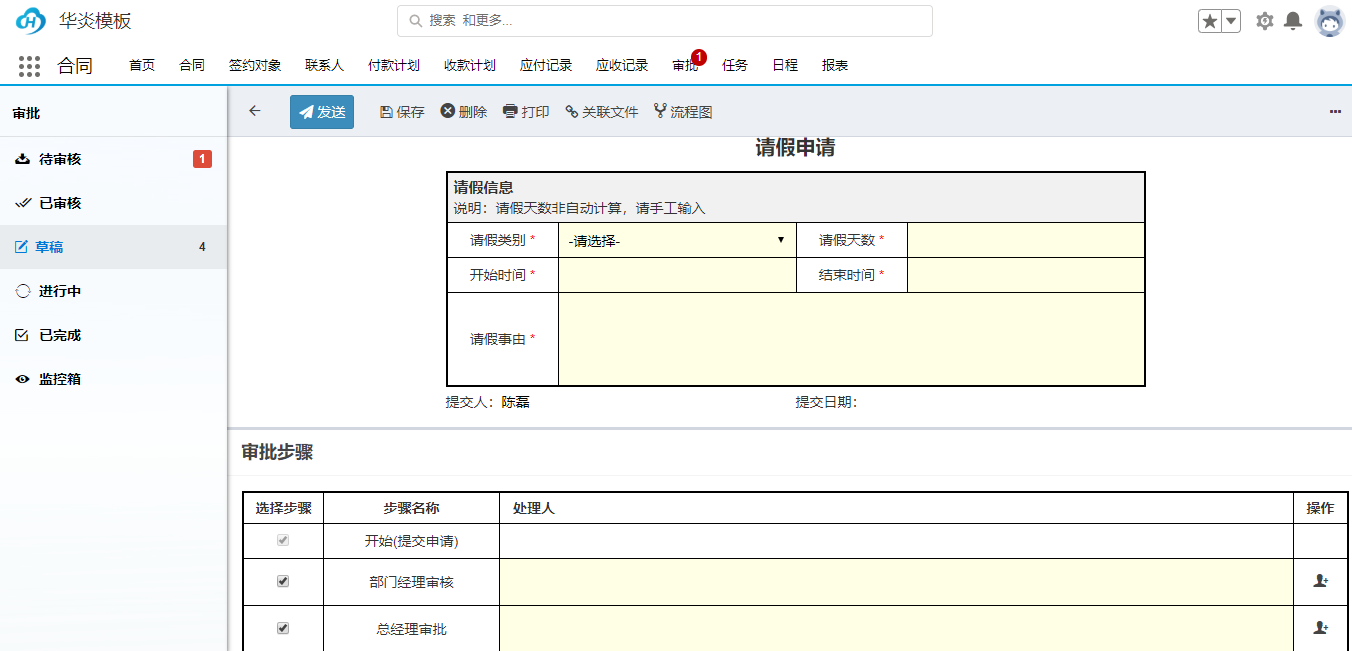 华炎模板
搜索 和更多...
合同 首页 合同 签约对象 联系人 付款计划 收款计划 应付记录 应收记录 审批 1 任务 日程 报表
审批
待审核 1
已审核
草稿 4
进行中
已完成
监控箱
发送 保存 删除 打印 关联文件 流程图
请假申请
请假信息
说明：请假天数非自动计算，请手工输入
请假类别 * -请选择- 请假天数 *
开始时间 * 结束时间 *
请假事由 *
提交人：陈磊 提交日期：
审批步骤
选择步骤 步骤名称 处理人 操作
开始(提交申请)
部门经理审核
总经理审批